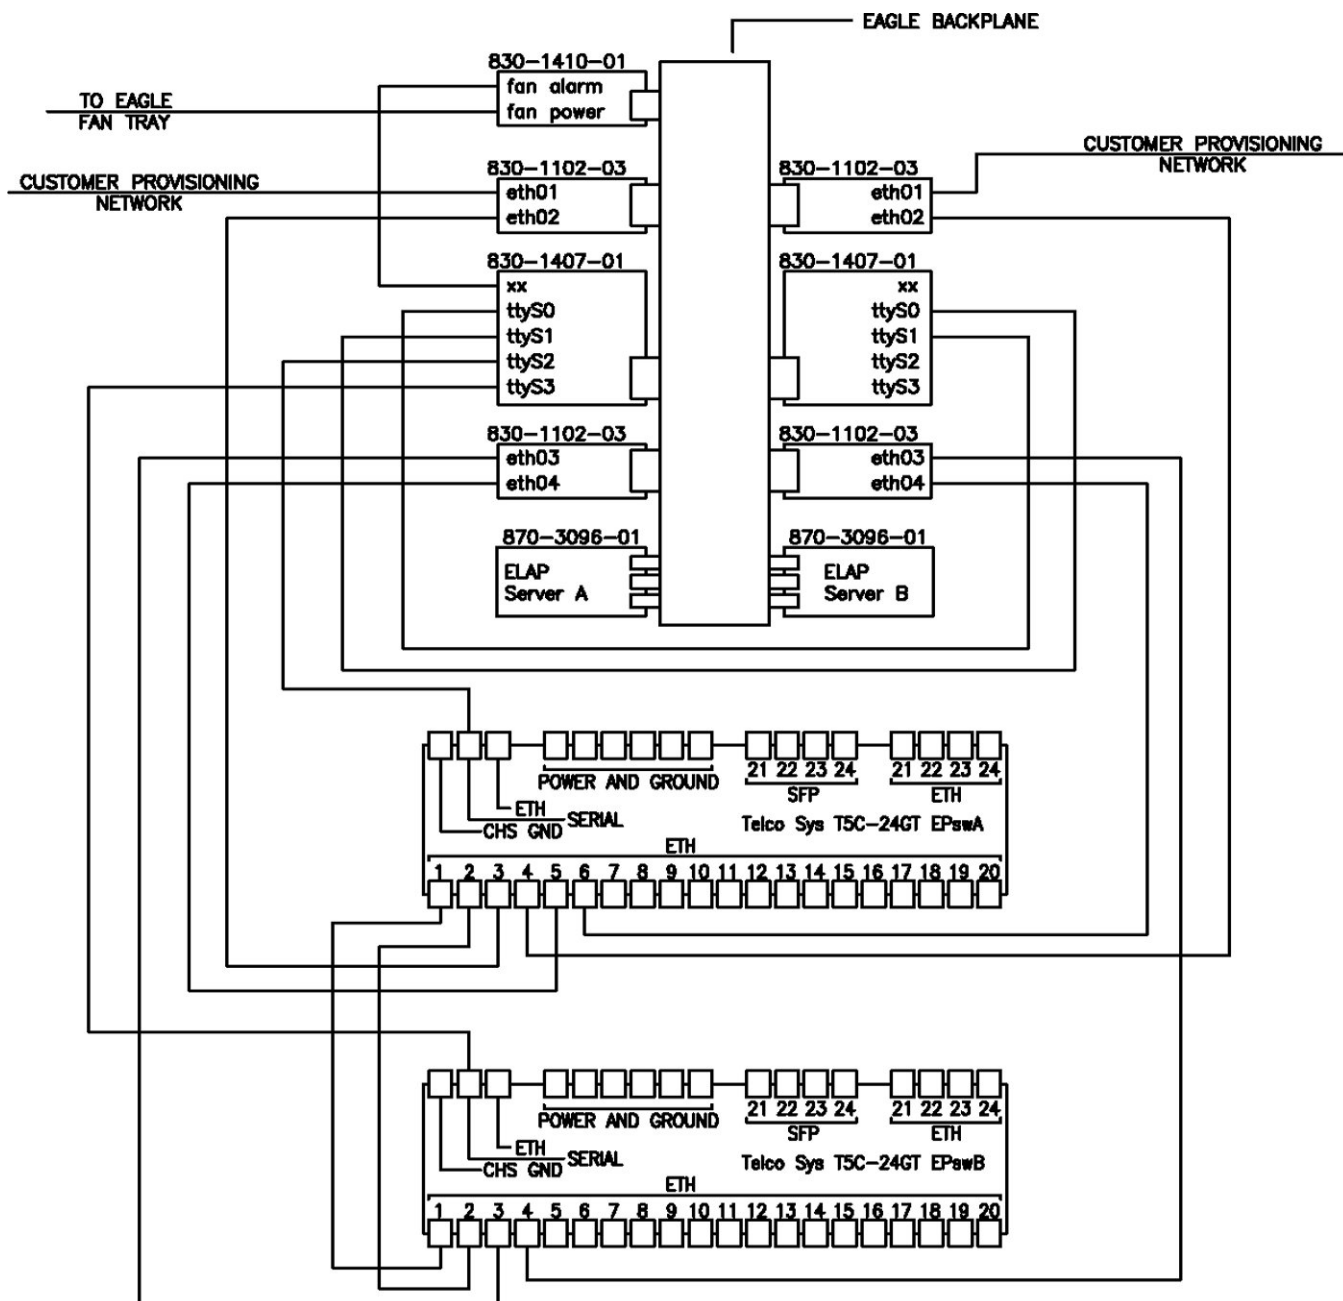 EAGLE BACKPLANE
830-1410-01
fan alarm
fan power
TO EAGLE
FAN TRAY
CUSTOMER PROVISIONING
NETWORK
830-1102-03
eth01
eth02
830-1102-03
eth01
eth02
CUSTOMER PROVISIONING
NETWORK
830-1407-01
xx
ttyS0
ttyS1
ttyS2
ttyS3
830-1407-01
xx
ttyS0
ttyS1
ttyS2
ttyS3
830-1102-03
eth03
eth04
830-1102-03
eth03
eth04
870-3096-01
ELAP
Server A
870-3096-01
ELAP
Server B
POWER AND GROUND
21 22 23 24
SFP
21 22 23 24
ETH
ETH
SERIAL
CHS GND
Telco Sys T5C-24GT EPswA
ETH
1 2 3 4 5 6 7 8 9 10 11 12 13 14 15 16 17 18 19 20
POWER AND GROUND
21 22 23 24
SFP
21 22 23 24
ETH
ETH
SERIAL
CHS GND
Telco Sys T5C-24GT EPswB
ETH
1 2 3 4 5 6 7 8 9 10 11 12 13 14 15 16 17 18 19 20